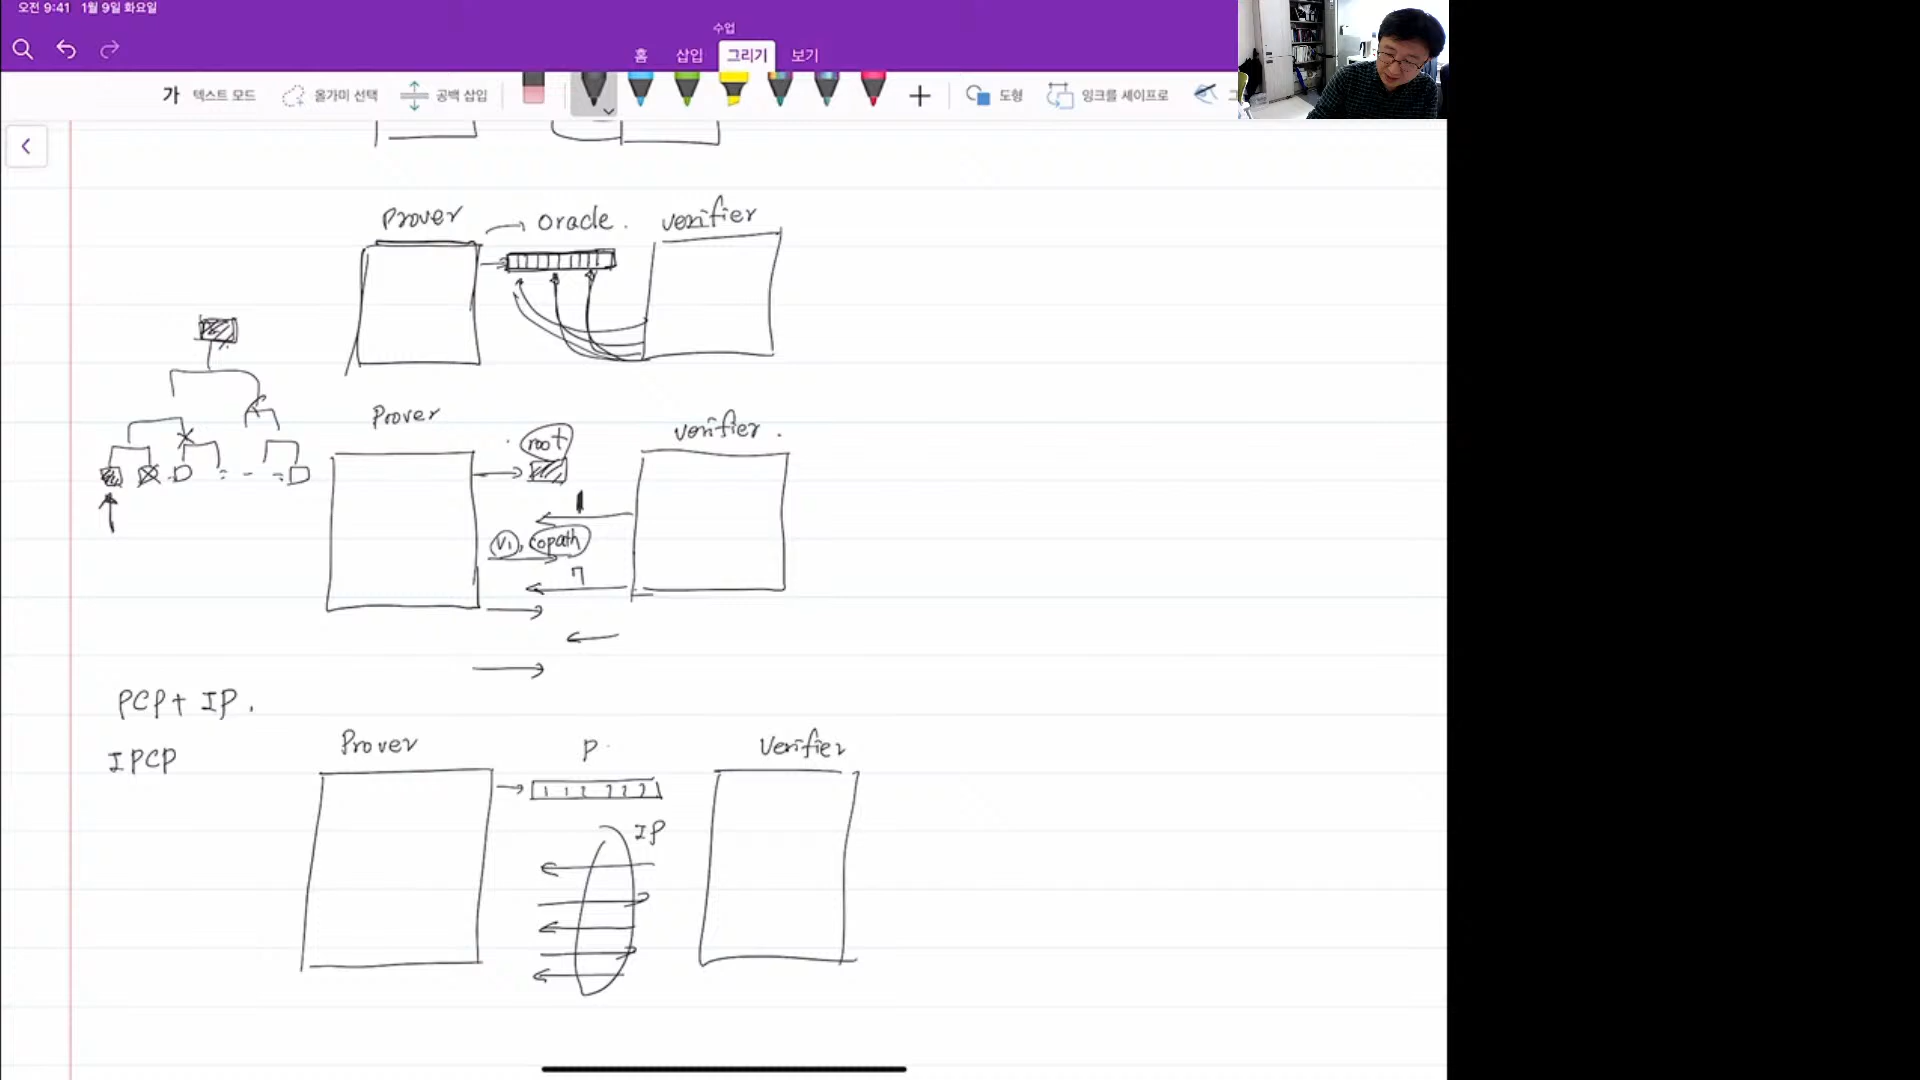 오전 9:41 1월 9일 화요일
수업
홈 삽입 그리기 보기
가 텍스트 모드 올가미 선택 공백 삽입 도형 잉크를 셰이프로
Prover → oracle. verifier
Prover root verifier.
1
v1, copath
7
PCP + IP.
IPCP
Prover P. Verifier
IP